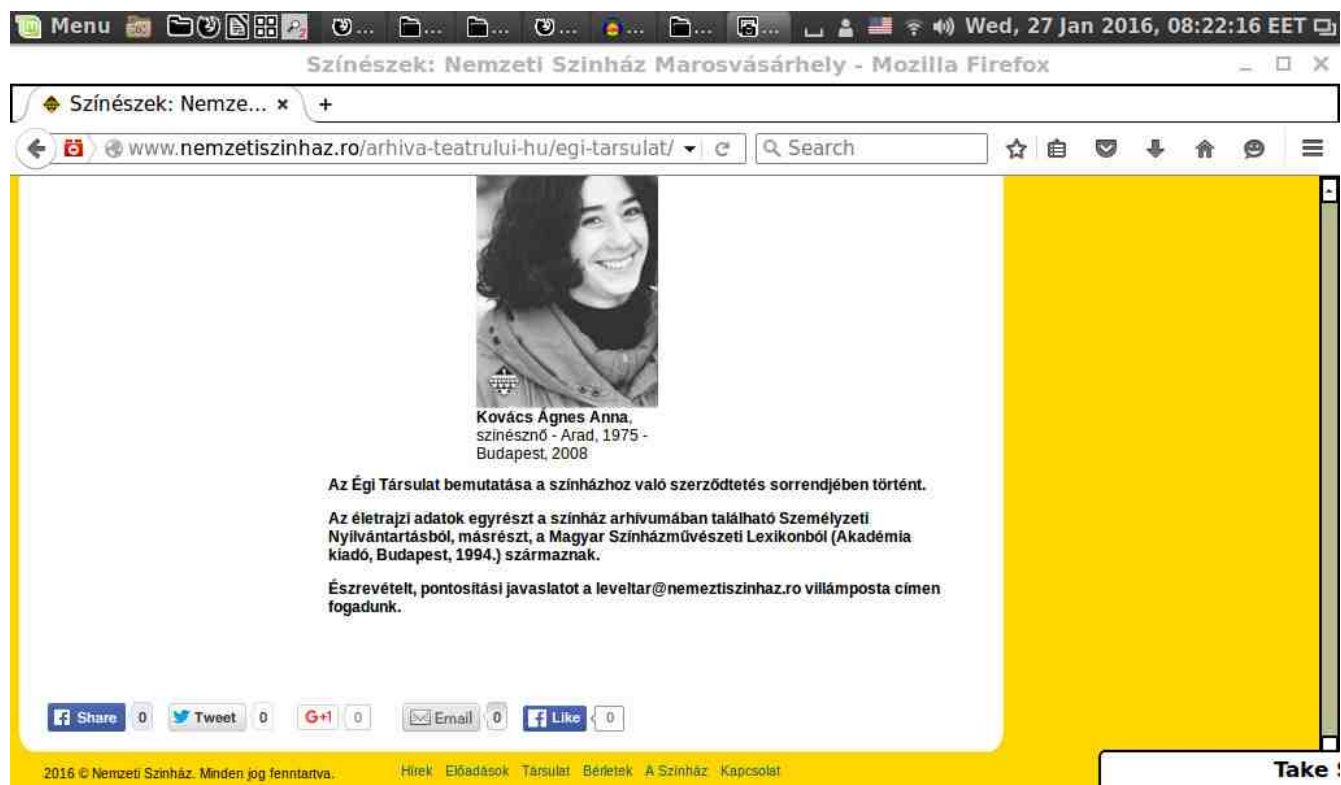 Menu ... ... ... ... ... ... ... Wed, 27 Jan 2016, 08:22:16 EET
Színészek: Nemzeti Szinház Marosvásárhely - Mozilla Firefox
Színészek: Nemze... × +
www.nemzetiszinhaz.ro/arhiva-teatrului-hu/egi-tarsulat/ Search
Kovács Ágnes Anna,
színésznő - Arad, 1975 -
Budapest, 2008
Az Égi Társulat bemutatása a színházhoz való szerződtetés sorrendjében történt.
Az életrajzi adatok egyrészt a színház arhívumában található Személyzeti
Nyilvántartásból, másrészt, a Magyar Színházművészeti Lexikonból (Akadémia
kiadó, Budapest, 1994.) származnak.
Észrevételt, pontosítási javaslatot a leveltar@nemeztiszinhaz.ro villámposta címen
fogadunk.
Share 0 Tweet 0 G+1 0 Email 0 Like 0
2016 © Nemzeti Szinház. Minden jog fenntartva. Hírek Előadások Társulat Bérletek A Színház Kapcsolat
Take